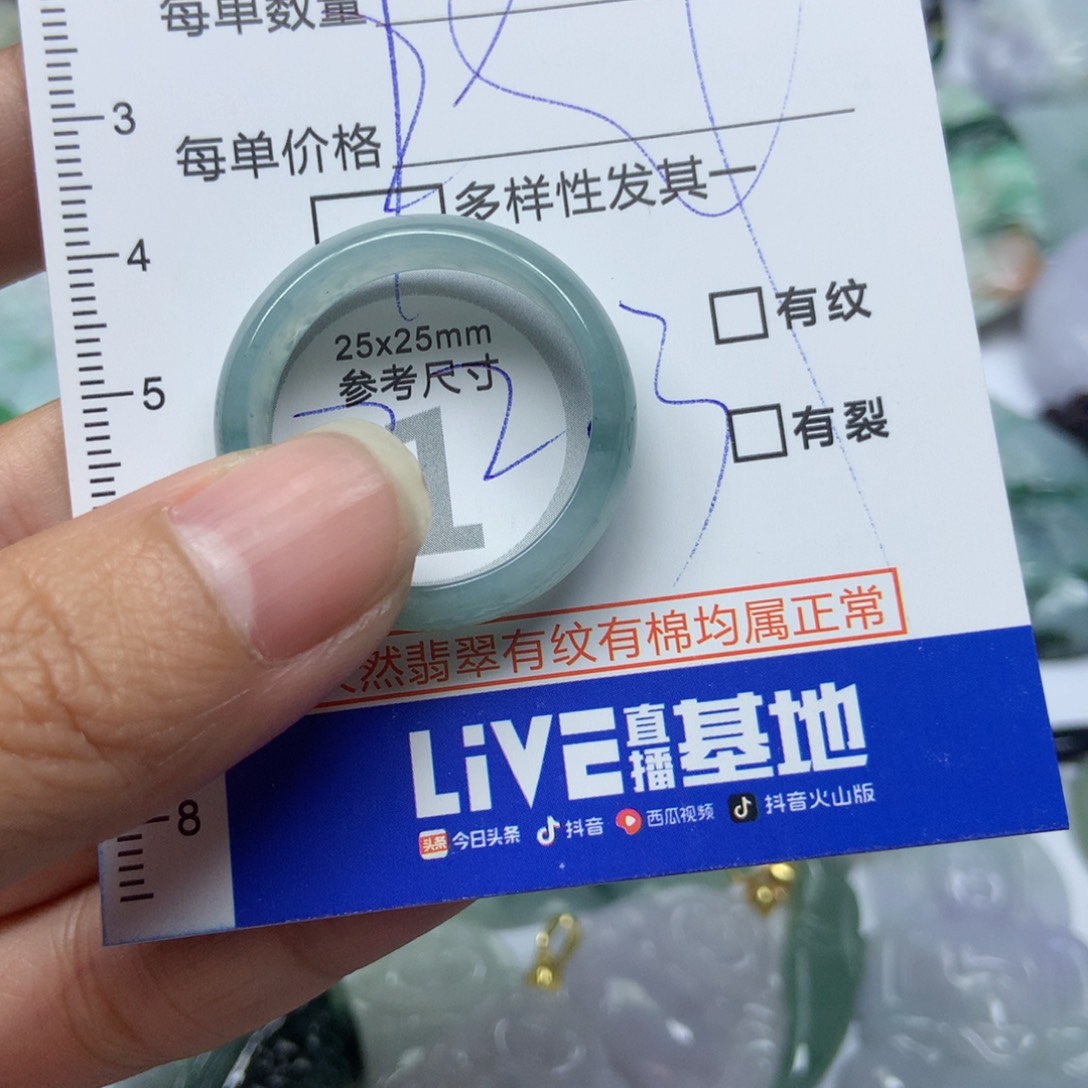 每单数量
3
每单价格
多样性发其一
4
有纹
25x25mm
参考尺寸
5
1
有裂
然翡翠有纹有棉均属正常
LiVE直播基地
8
头条 今日头条 抖音 西瓜视频 抖音火山版